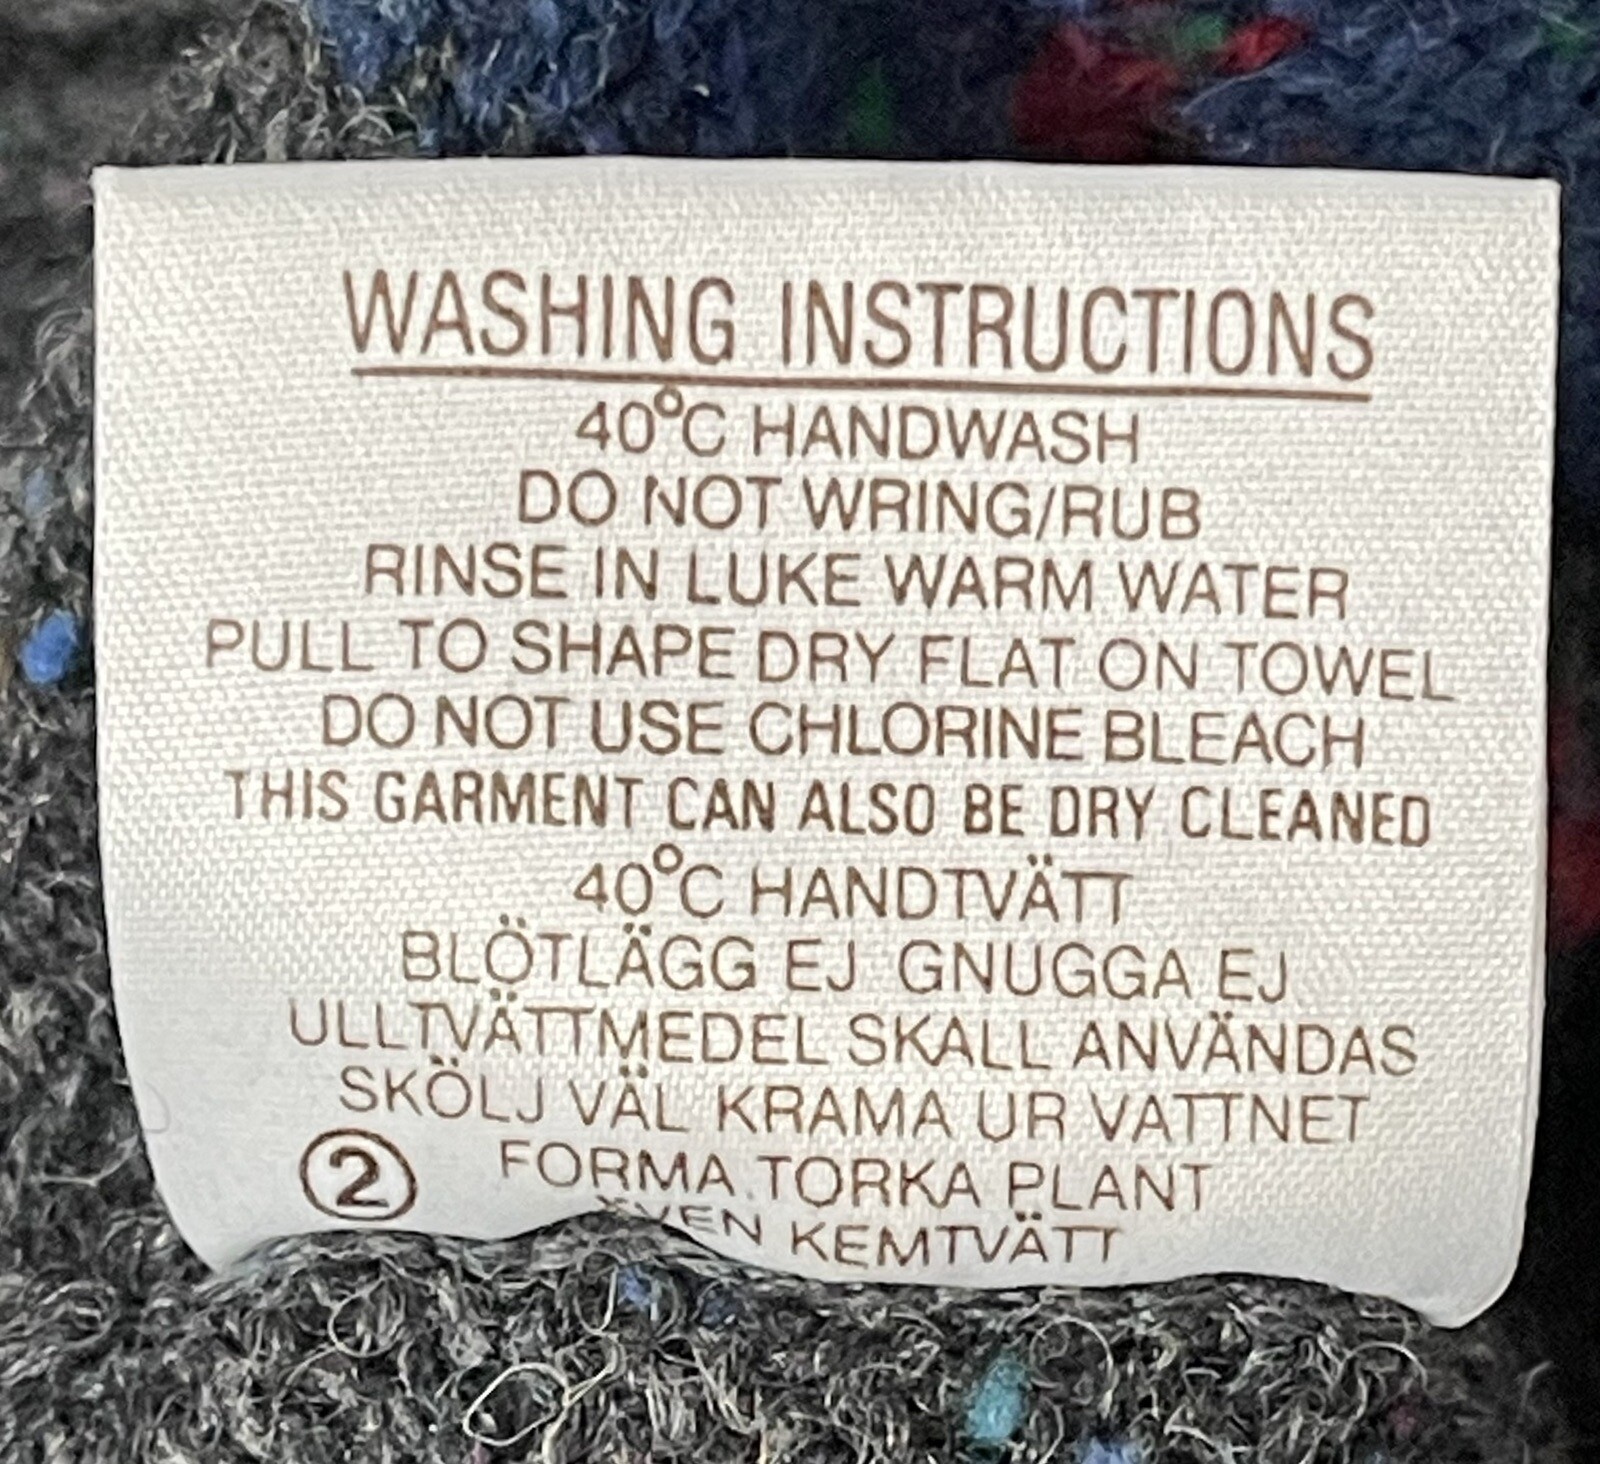 WASHING INSTRUCTIONS
40°C HANDWASH
DO NOT WRING/RUB
RINSE IN LUKE WARM WATER
PULL TO SHAPE DRY FLAT ON TOWEL
DO NOT USE CHLORINE BLEACH
THIS GARMENT CAN ALSO BE DRY CLEANED
40°C HANDTVÄTT
BLÖTLÄGG EJ GNUGGA EJ
ULLTVÄTTMEDEL SKALL ANVÄNDAS
SKÖLJ VÄL KRAMA UR VATTNET
② FORMA TORKA PLANT
ÄVEN KEMTVÄTT